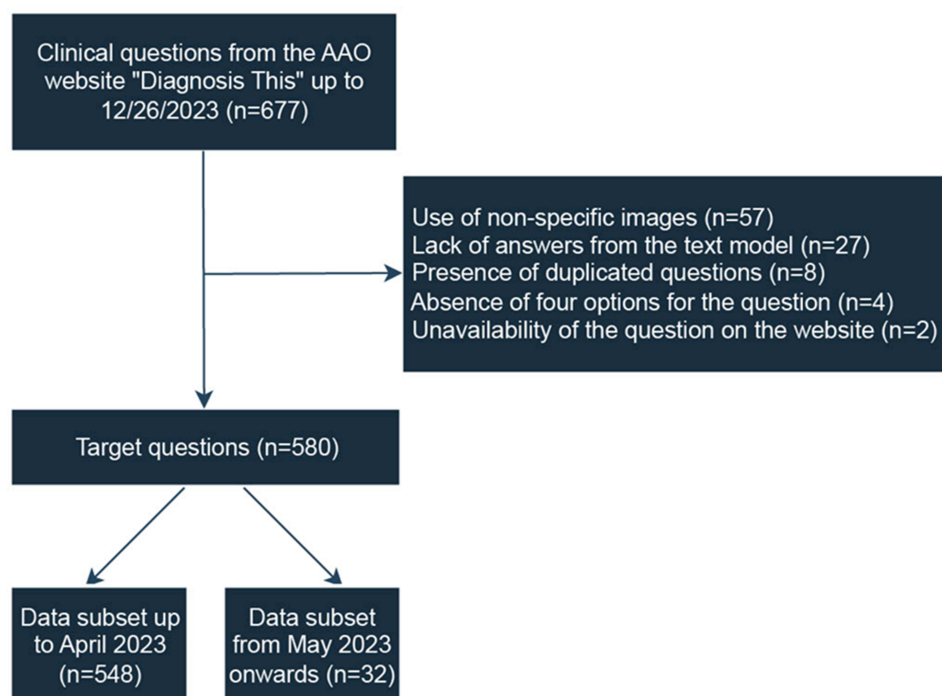 Clinical questions from the AAO
website "Diagnosis This" up to
12/26/2023 (n=677)
Use of non-specific images (n=57)
Lack of answers from the text model (n=27)
Presence of duplicated questions (n=8)
Absence of four options for the question (n=4)
Unavailability of the question on the website (n=2)
Target questions (n=580)
Data subset up
to April 2023
(n=548)
Data subset
from May 2023
onwards (n=32)